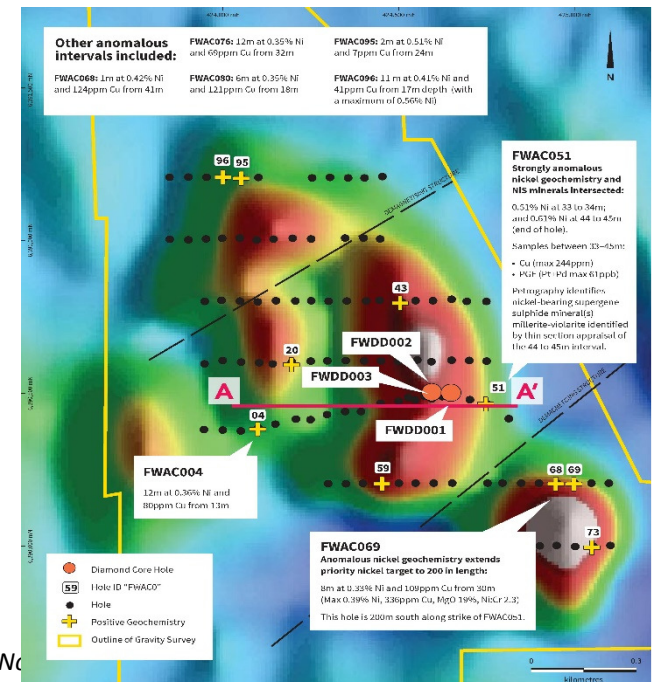 474,500 mE
Other anomalous
intervals included:
FWAC068: 1m at 0.42% Ni
and 124ppm Cu from 41m
FWAC076: 12m at 0.35% Ni
and 69ppm Cu from 32m
FWAC080: 6m at 0.35% Ni
and 121ppm Cu from 18m
FWAC095: 2m at 0.51% Ni
and 7ppm Cu from 24m
FWAC096: 11 m at 0.41% Ni and
41ppm Cu from 17m depth (with
a maximum of 0.56% Ni)
N
FWAC051
Strongly anomalous
nickel geochemistry and
NIS minerals intersected:
0.51% Ni at 33 to 34m;
and 0.61% Ni at 44 to 45m
(end of hole).
Samples between 33–45m:
• Cu (max 244ppm)
• PGE (Pt+Pd max 61ppb)
Petrography identifies
nickel-bearing supergene
sulphide mineral(s)
millerite-violarite identified
by thin section appraisal of
the 44 to 45m interval.
96 95
DEMAGNETISING STRUCTURE
43
FWDD002
20
FWDD003
A A'
51
DEMAGNETISING STRUCTURE
04
FWDD001
FWAC004
12m at 0.36% Ni and
80ppm Cu from 13m
59
68 69
73
FWAC069
Anomalous nickel geochemistry extends
priority nickel target to 200 in length:
8m at 0.33% Ni and 109ppm Cu from 30m
(Max 0.39% Ni, 336ppm Cu, MgO 19%, Ni:Cr 2.3)
This hole is 200m south along strike of FWAC051.
Diamond Core Hole
59 Hole ID "FWAC0"
Hole
Positive Geochemistry
Outline of Gravity Survey
0 0.3
kilometres